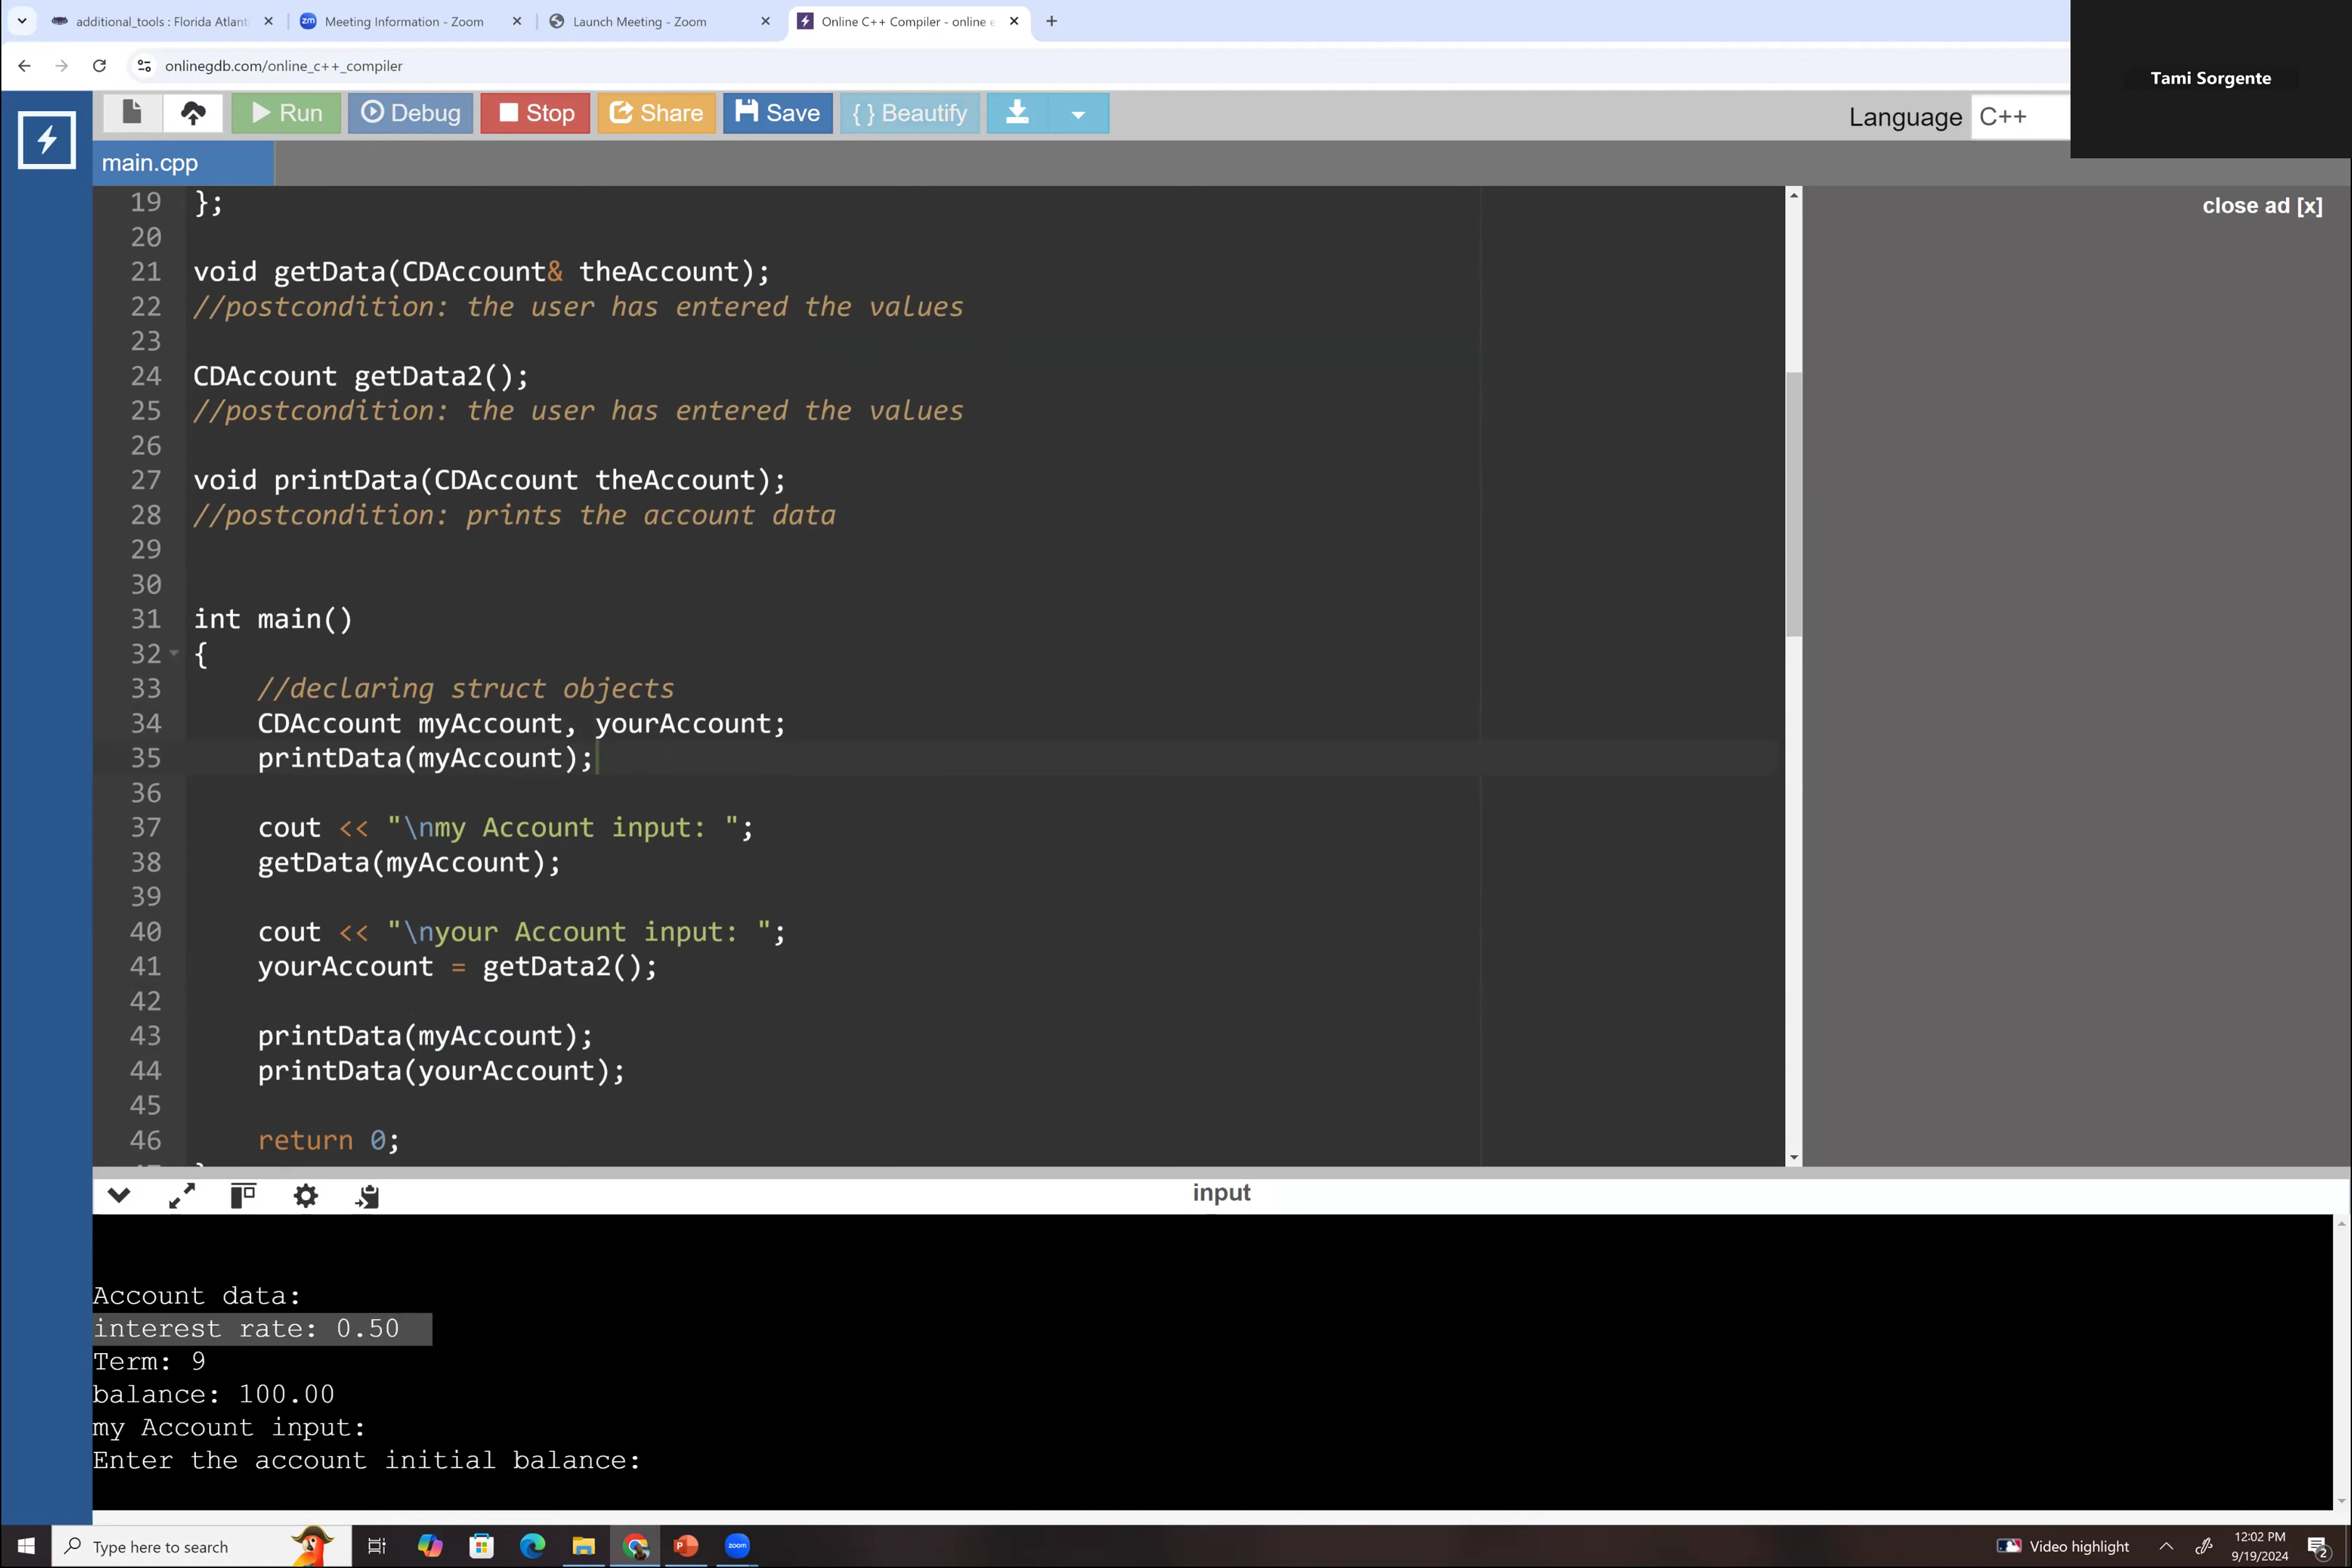 additional_tools : Florida Atlant
Meeting Information - Zoom
Launch Meeting - Zoom
Online C++ Compiler - online e
onlinegdb.com/online_c++_compiler
Tami Sorgente
Run
Debug
Stop
Share
Save
{ } Beautify
Language
C++
main.cpp
close ad [x]
19 };
20
21 void getData(CDAccount& theAccount);
22 //postcondition: the user has entered the values
23
24 CDAccount getData2();
25 //postcondition: the user has entered the values
26
27 void printData(CDAccount theAccount);
28 //postcondition: prints the account data
29
30
31 int main()
32 {
33 //declaring struct objects
34 CDAccount myAccount, yourAccount;
35 printData(myAccount);
36
37 cout << "\nmy Account input: ";
38 getData(myAccount);
39
40 cout << "\nyour Account input: ";
41 yourAccount = getData2();
42
43 printData(myAccount);
44 printData(yourAccount);
45
46 return 0;
input
Account data:
interest rate: 0.50
Term: 9
balance: 100.00
my Account input:
Enter the account initial balance:
Type here to search
Video highlight
12:02 PM
9/19/2024
2